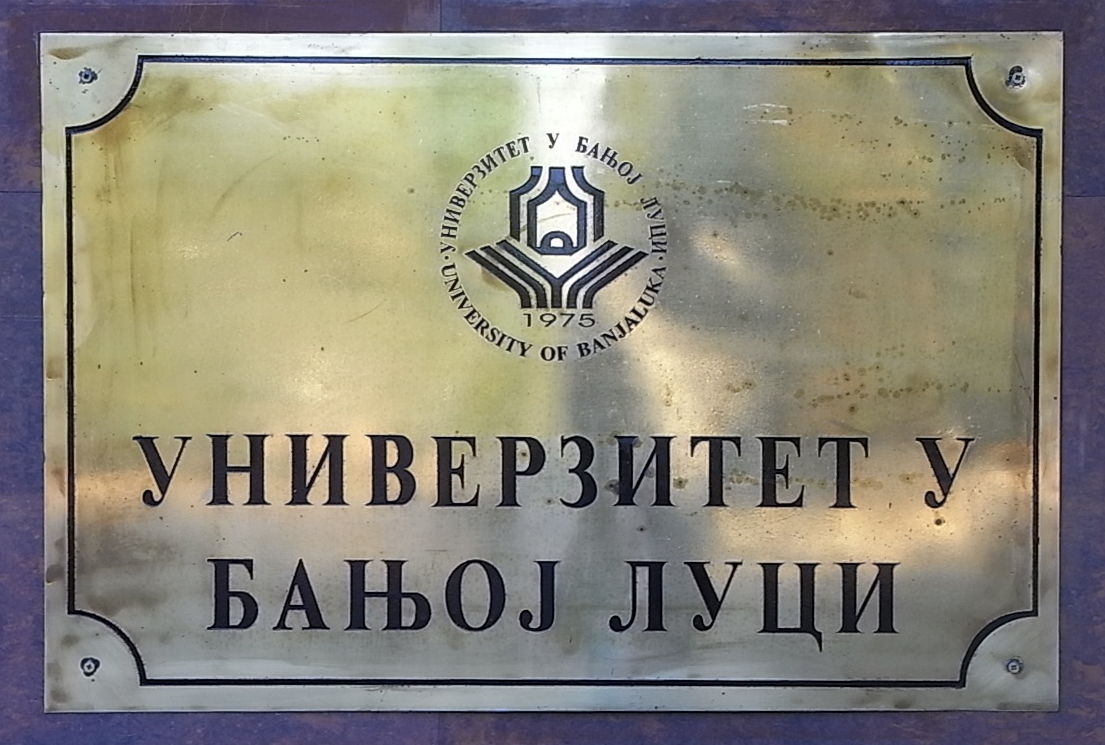 УНИВЕРЗИТЕТ У БАЊОЈ ЛУЦИ
1975
UNIVERSITY OF BANJALUKA
УНИВЕРЗИТЕТ У
БАЊОЈ ЛУЦИ